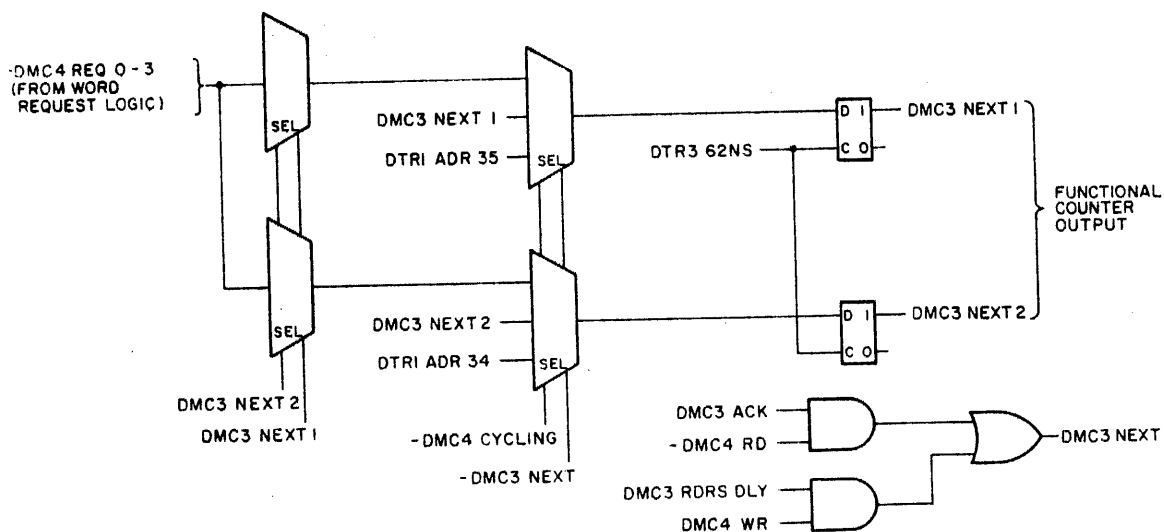 -DMC4 REQ 0-3
(FROM WORD
REQUEST LOGIC)
SEL
DMC3 NEXT 1
DTR1 ADR 35
SEL
DTR3 62NS
D 1
C 0
DMC3 NEXT 1
FUNCTIONAL
COUNTER
OUTPUT
SEL
DMC3 NEXT 2
DTR1 ADR 34
SEL
D 1
C 0
DMC3 NEXT 2
DMC3 NEXT 2
DMC3 NEXT 1
-DMC4 CYCLING
-DMC3 NEXT
DMC3 ACK
-DMC4 RD
DMC3 NEXT
DMC3 RDRS DLY
DMC4 WR